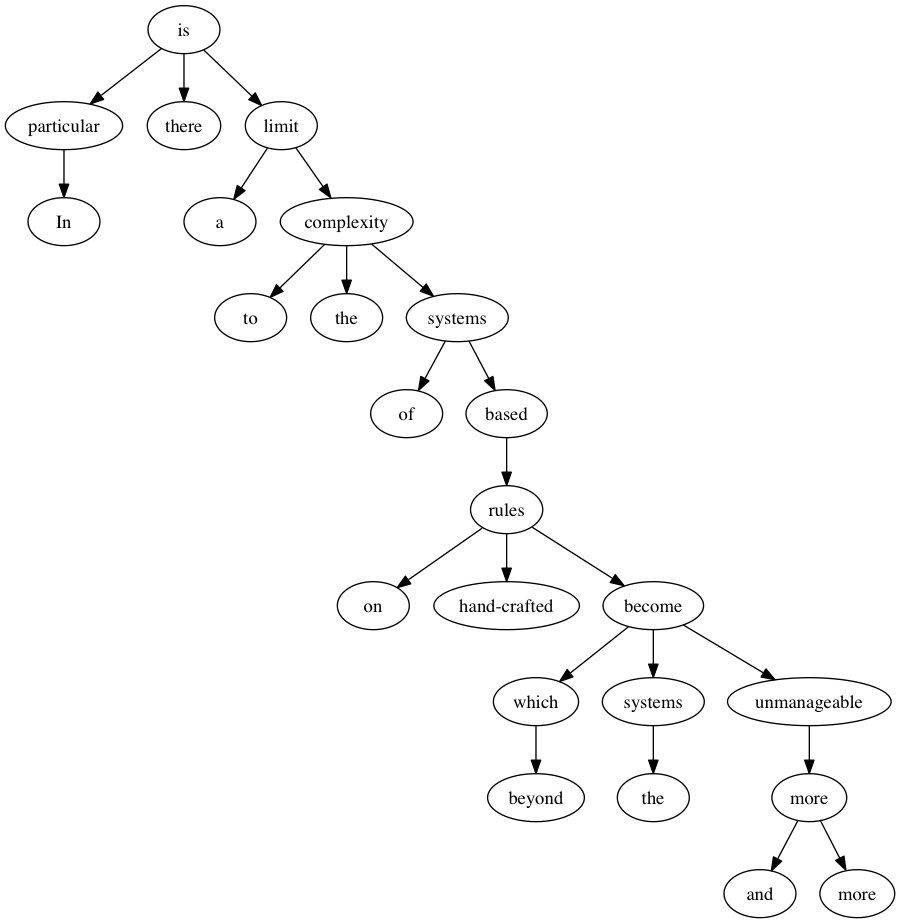 is
particular there limit
In a complexity
to the systems
of based
rules
on hand-crafted become
which systems unmanageable
beyond the more
and more